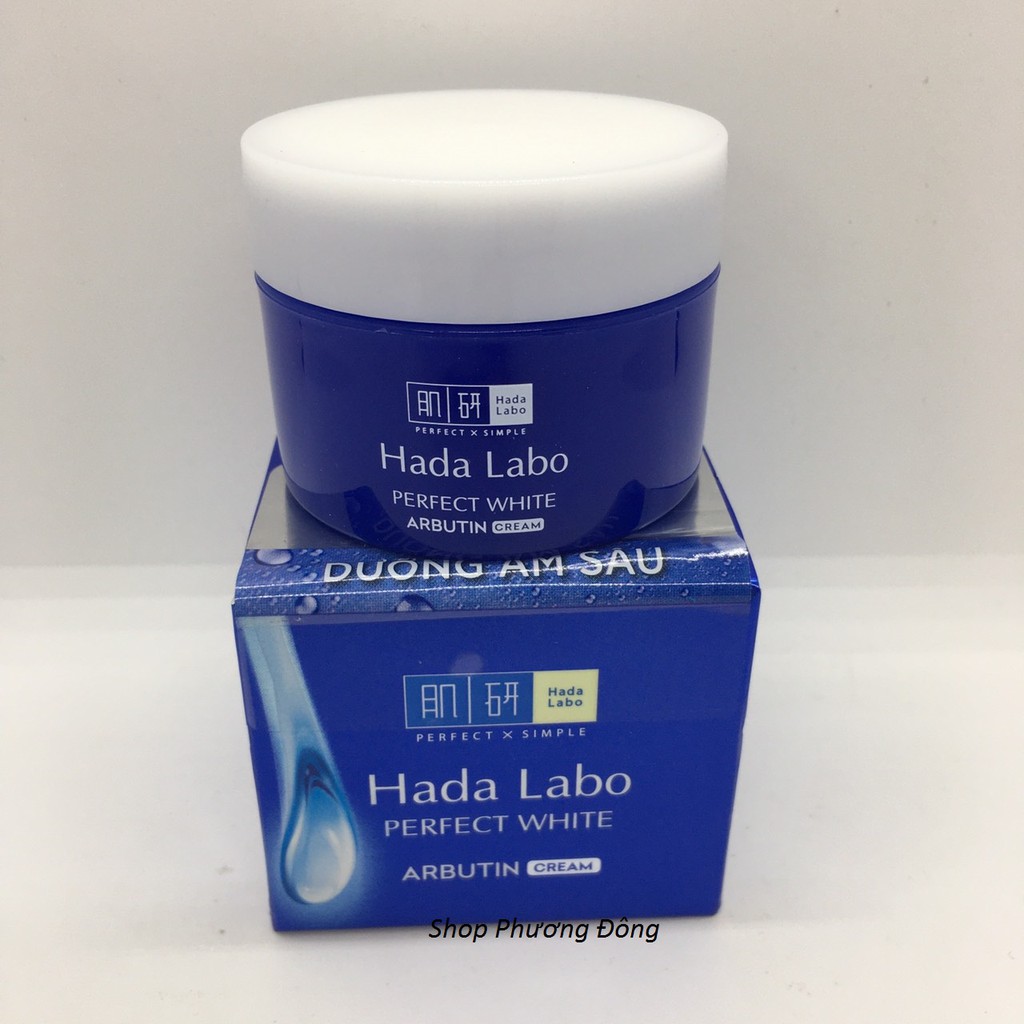 肌研 Hada
Labo
PERFECT X SIMPLE
Hada Labo
PERFECT WHITE
ARBUTIN CREAM
DƯỠNG ẨM SÂU
肌研 Hada
Labo
PERFECT X SIMPLE
Hada Labo
PERFECT WHITE
ARBUTIN CREAM
Shop Phương Đông